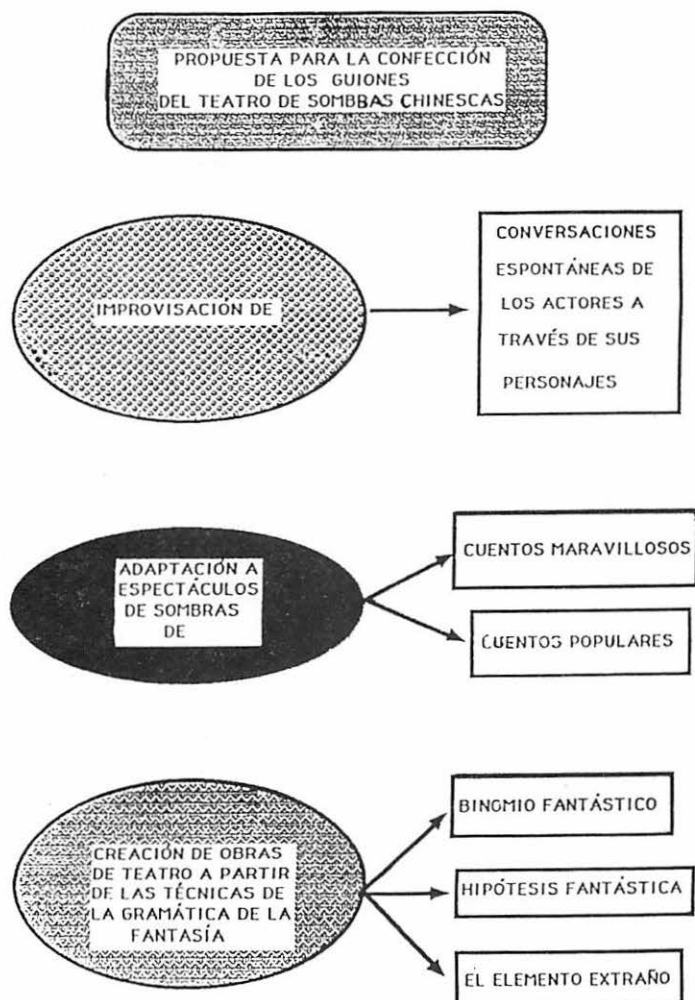 PROPUESTA PARA LA CONFECCIÓN
DE LOS GUIONES
DEL TEATRO DE SOMBRAS CHINESCAS
IMPROVISACIÓN DE
CONVERSACIONES
ESPONTÁNEAS DE
LOS ACTORES A
TRAVÉS DE SUS
PERSONAJES
ADAPTACIÓN A
ESPECTÁCULOS
DE SOMBRAS
DE
CUENTOS MARAVILLOSOS
CUENTOS POPULARES
CREACIÓN DE OBRAS
DE TEATRO A PARTIR
DE LAS TÉCNICAS DE
LA GRAMÁTICA DE LA
FANTASÍA
BINOMIO FANTÁSTICO
HIPÓTESIS FANTÁSTICA
EL ELEMENTO EXTRAÑO